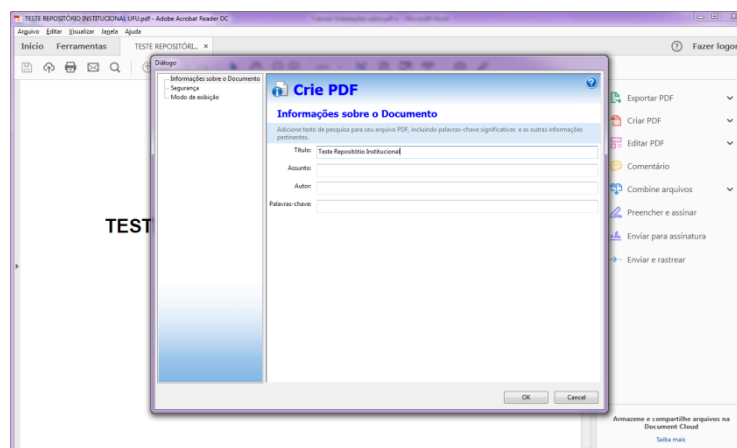 TESTE REPOSITÓRIO INSTITUCIONAL UFU.pdf - Adobe Acrobat Reader DC
Arquivo Editar Visualizar Janela Ajuda
Início Ferramentas TESTE REPOSITÓRI... ×
Fazer logon
Diálogo
Informações sobre o Documento
Segurança
Modo de exibição
Crie PDF
Informações sobre o Documento
Adicione texto de pesquisa para seu arquivo PDF, incluindo palavras-chave significativas e as outras informações
pertinentes.
Título: Teste Repositótio Institucional
Assunto:
Autor:
Palavras-chave:
OK Cancel
TEST
Exportar PDF
Criar PDF
Editar PDF
Comentário
Combine arquivos
Preencher e assinar
Enviar para assinatura
Enviar e rastrear
Armazene e compartilhe arquivos na
Document Cloud
Saiba mais